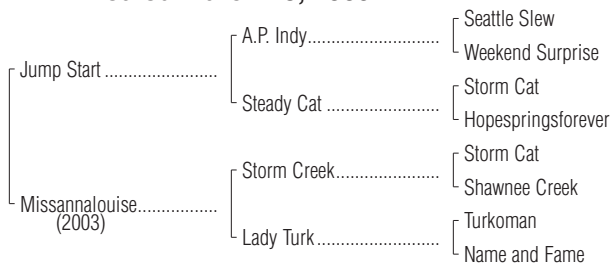 Seattle Slew
A.P. Indy
Weekend Surprise
Jump Start
Storm Cat
Steady Cat
Hopespringsforever
Storm Cat
Storm Creek
Shawnee Creek
Missannalouise
(2003)
Turkoman
Lady Turk
Name and Fame